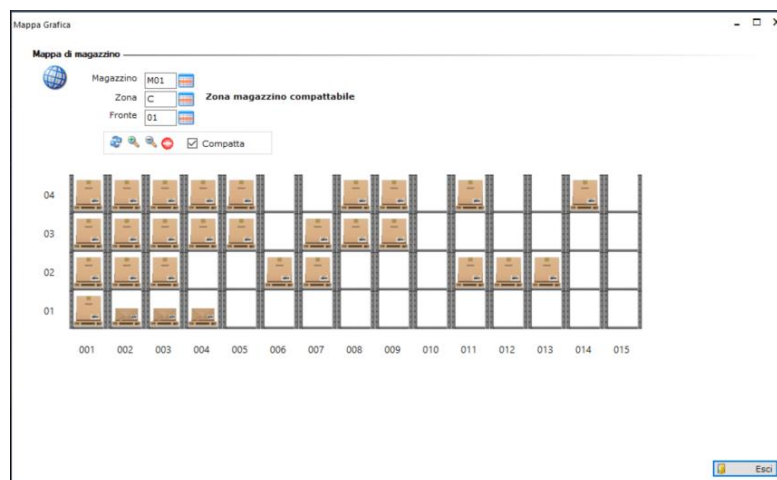 Mappa Grafica
Mappa di magazzino
Magazzino M01
Zona C Zona magazzino compattabile
Fronte 01
Compatta
04
03
02
01
001 002 003 004 005 006 007 008 009 010 011 012 013 014 015
Esci